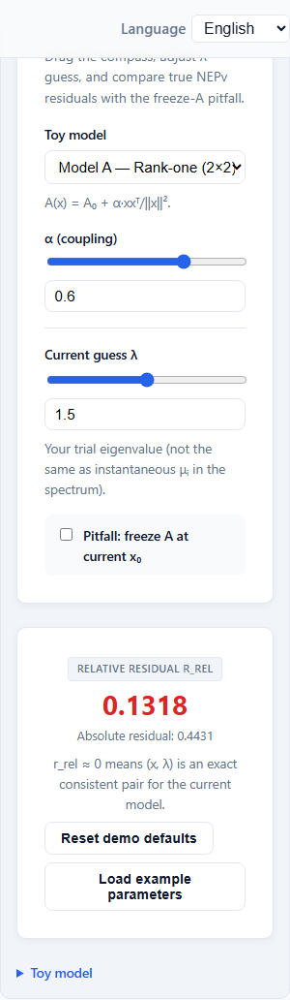 Language English
Drag the compass, adjust λ
guess, and compare true NEPv
residuals with the freeze-A pitfall.
Toy model
Model A — Rank-one (2×2)
A(x) = A₀ + α·xxᵀ/||x||².
α (coupling)
0.6
Current guess λ
1.5
Your trial eigenvalue (not the
same as instantaneous μᵢ in the
spectrum).
Pitfall: freeze A at
current x₀
RELATIVE RESIDUAL R_REL
0.1318
Absolute residual: 0.4431
r_rel ≈ 0 means (x, λ) is an exact
consistent pair for the current
model.
Reset demo defaults
Load example
parameters
Toy model